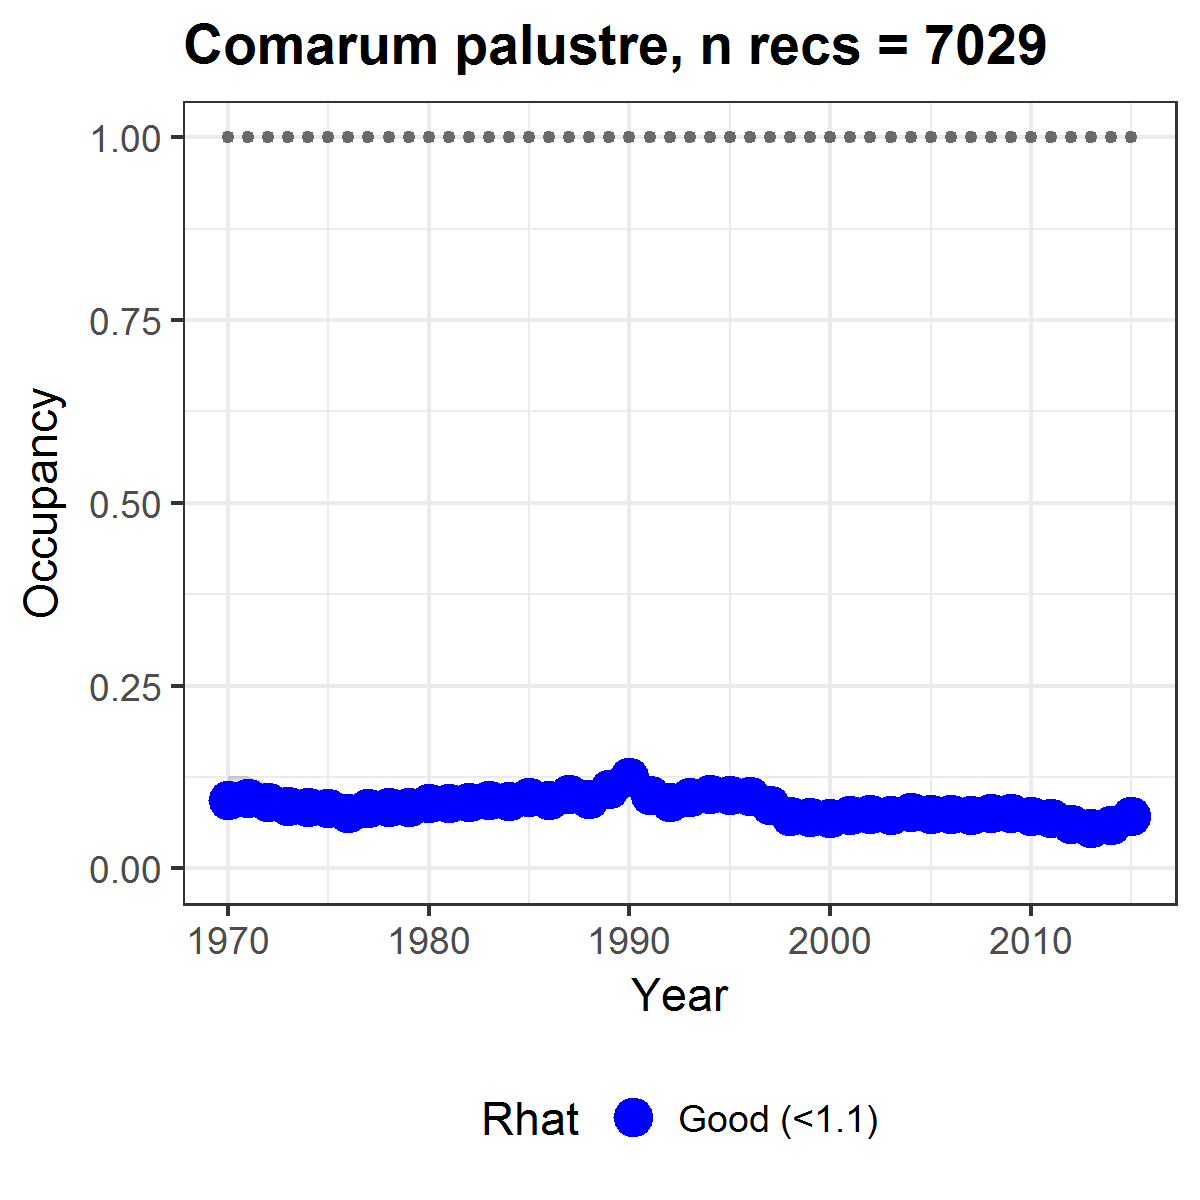 Comarum palustre, n recs = 7029
1.00
0.75
0.50
0.25
0.00
Occupancy
1970 1980 1990 2000 2010
Year
Rhat Good (<1.1)